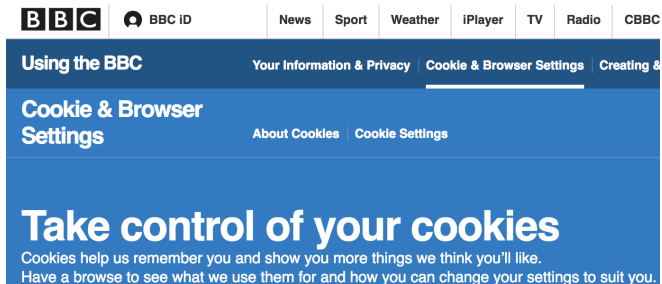 BBC BBC iD News Sport Weather iPlayer TV Radio CBBC
Using the BBC Your Information & Privacy Cookie & Browser Settings Creating &
Cookie & Browser
Settings About Cookies Cookie Settings
Take control of your cookies
Cookies help us remember you and show you more things we think you'll like.
Have a browse to see what we use them for and how you can change your settings to suit you.